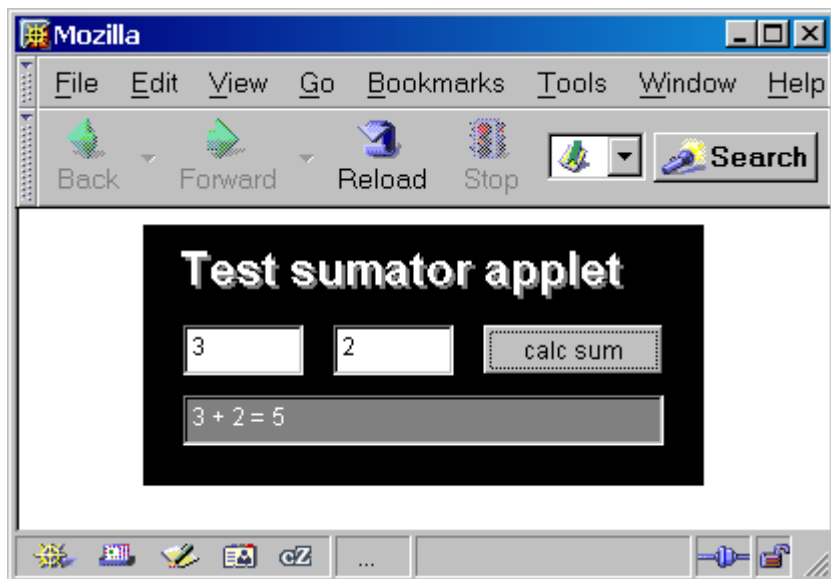 Mozilla
File Edit View Go Bookmarks Tools Window Help
Back Forward Reload Stop Search
Test sumator applet
3 2 calc sum
3 + 2 = 5
cZ ...